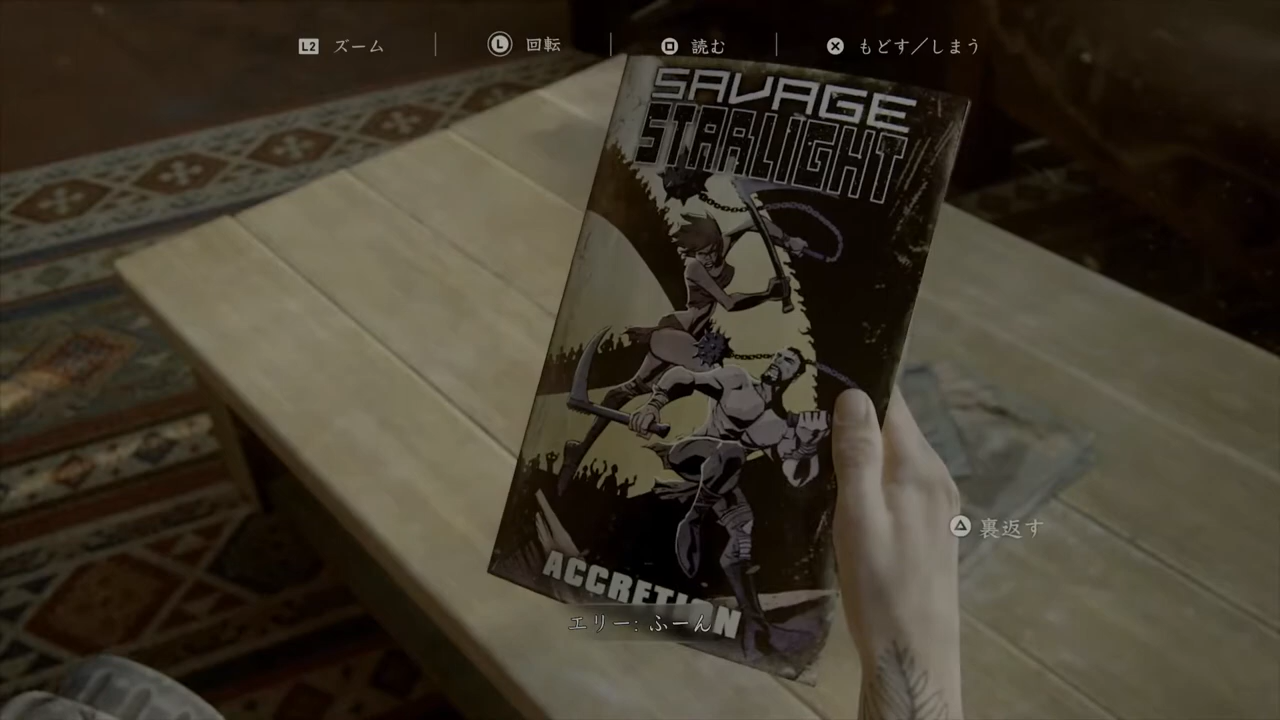 L2 ズーム
L 回転
読む
もどす／しまう
SAVAGE
STARLIGHT
裏返す
ACCRETION
エリー: ふーん